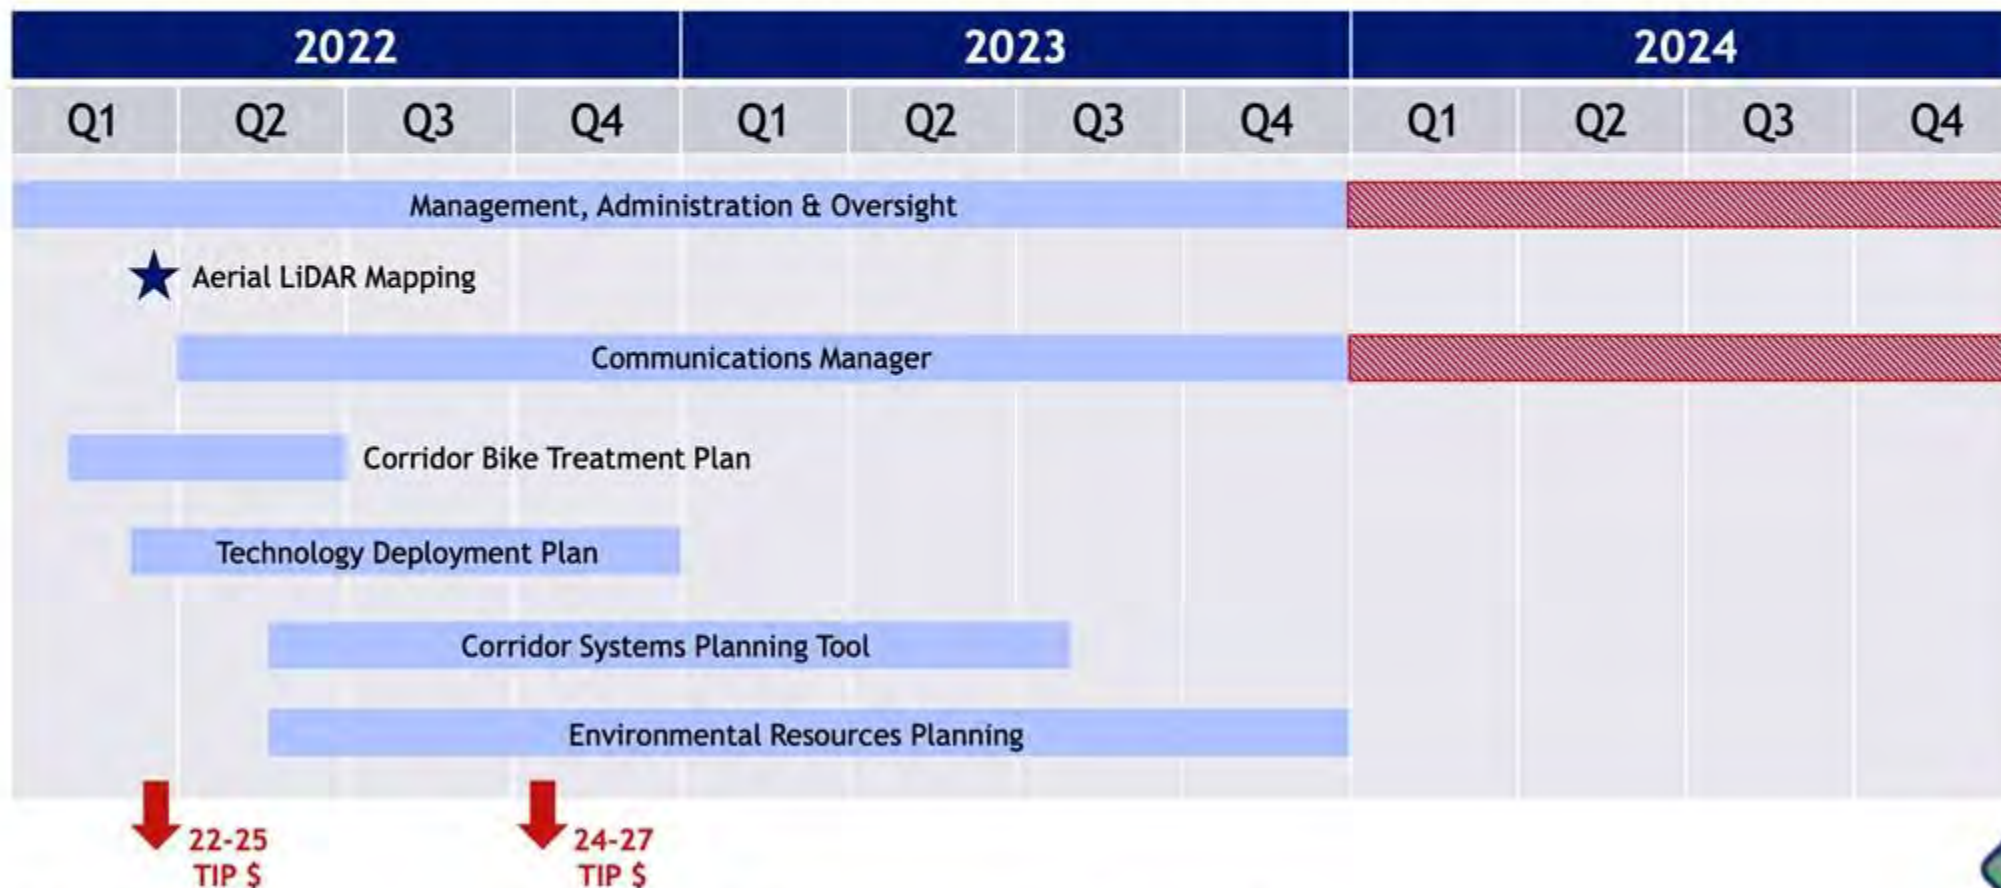 2022 2023 2024
Q1 Q2 Q3 Q4 Q1 Q2 Q3 Q4 Q1 Q2 Q3 Q4
Management, Administration & Oversight
Aerial LiDAR Mapping
Communications Manager
Corridor Bike Treatment Plan
Technology Deployment Plan
Corridor Systems Planning Tool
Environmental Resources Planning
22-25
TIP $
24-27
TIP $